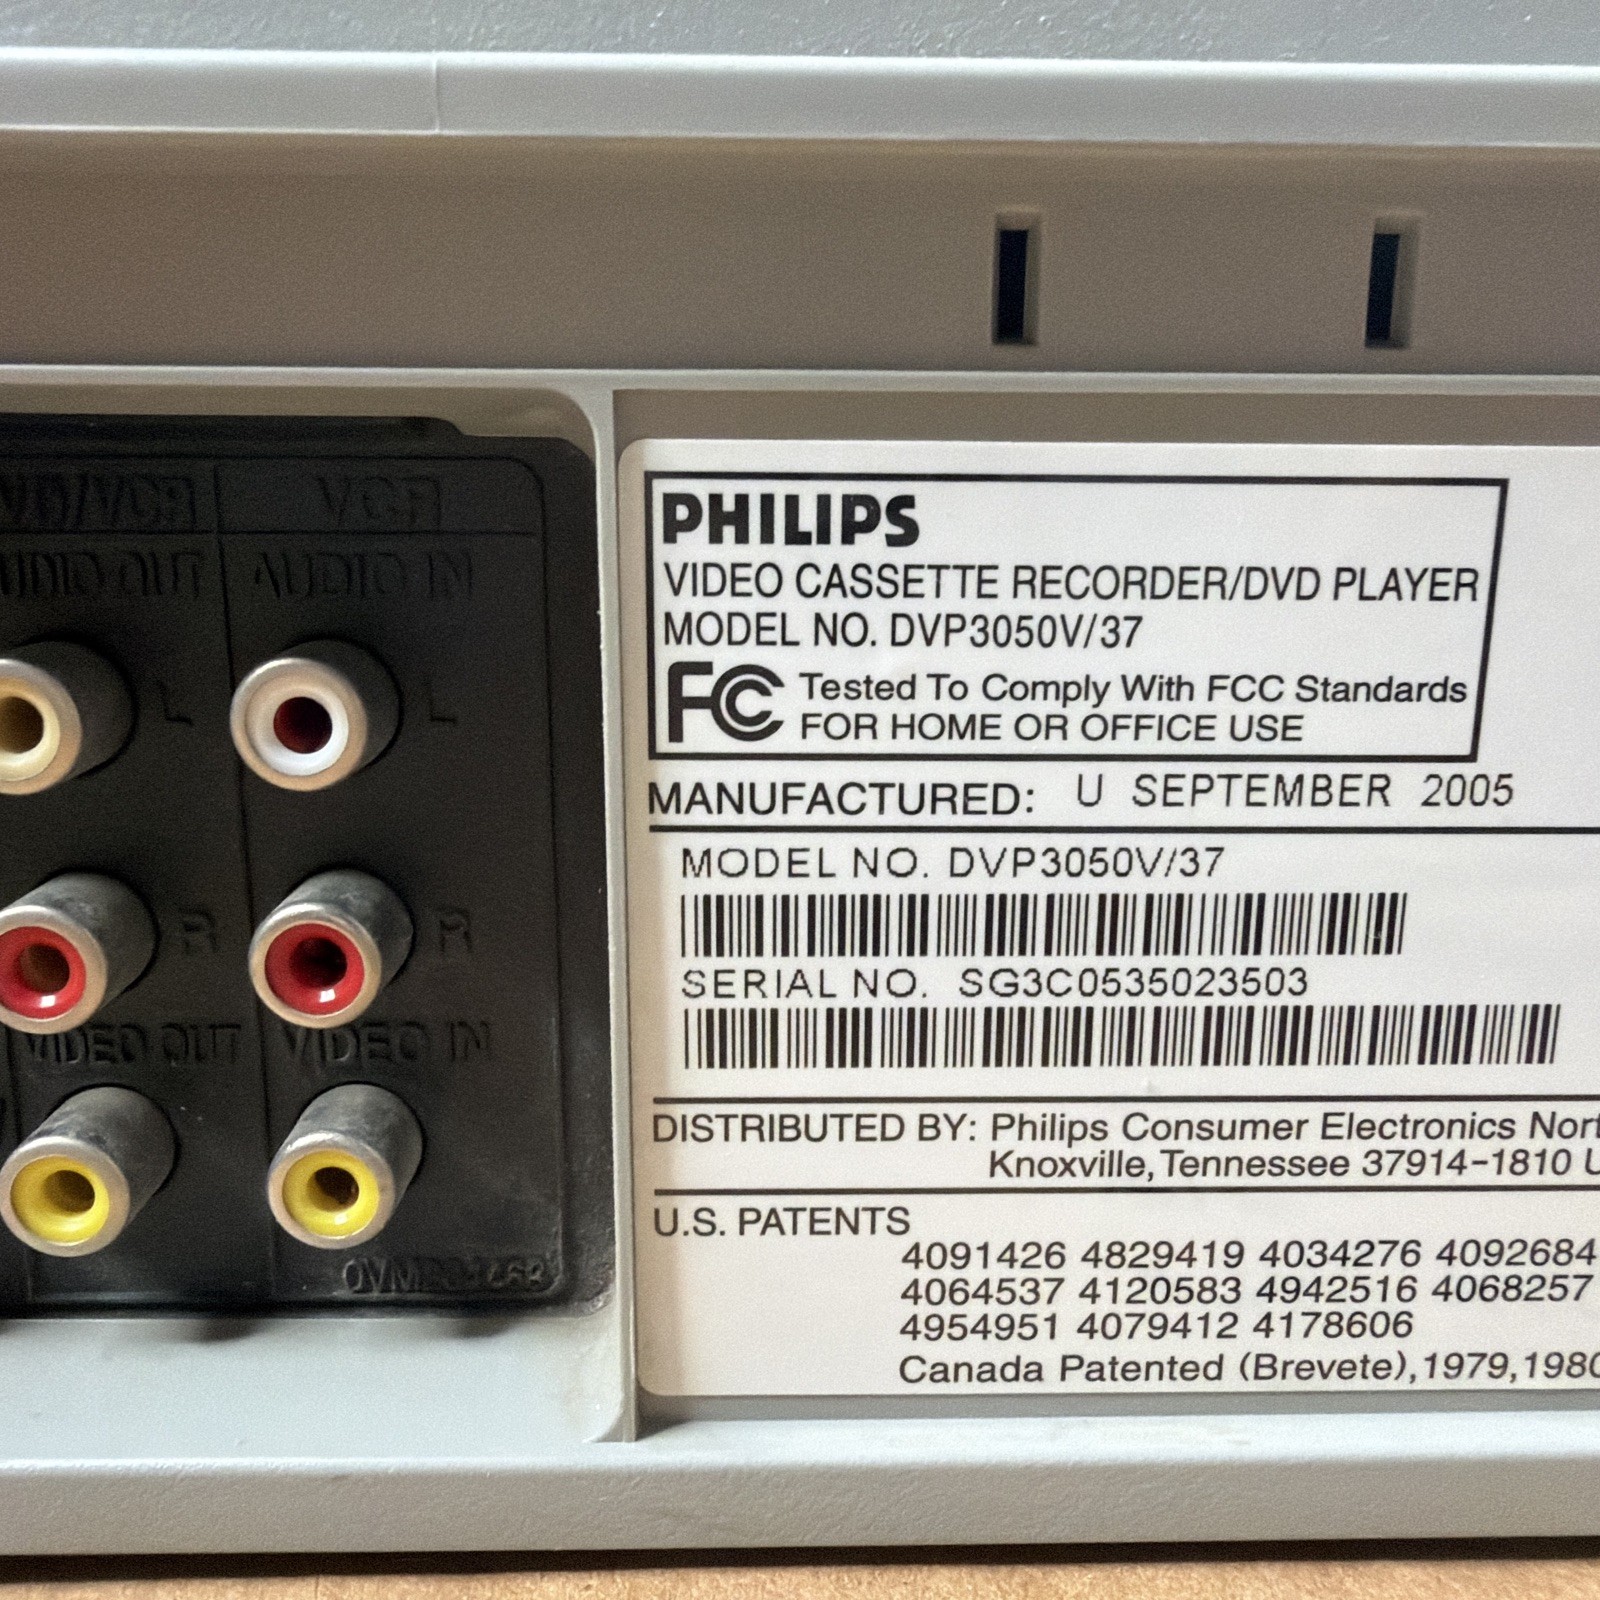 VCR
AUDIO OUT
AUDIO IN
L
L
R
R
VIDEO OUT
VIDEO IN
PHILIPS
VIDEO CASSETTE RECORDER/DVD PLAYER
MODEL NO. DVP3050V/37
FC Tested To Comply With FCC Standards
FOR HOME OR OFFICE USE
MANUFACTURED: U SEPTEMBER 2005
MODEL NO. DVP3050V/37
SERIAL NO. SG3C0535023503
DISTRIBUTED BY: Philips Consumer Electronics Nort
Knoxville, Tennessee 37914-1810 U
U.S. PATENTS
4091426 4829419 4034276 4092684
4064537 4120583 4942516 4068257
4954951 4079412 4178606
Canada Patented (Brevete), 1979, 1980